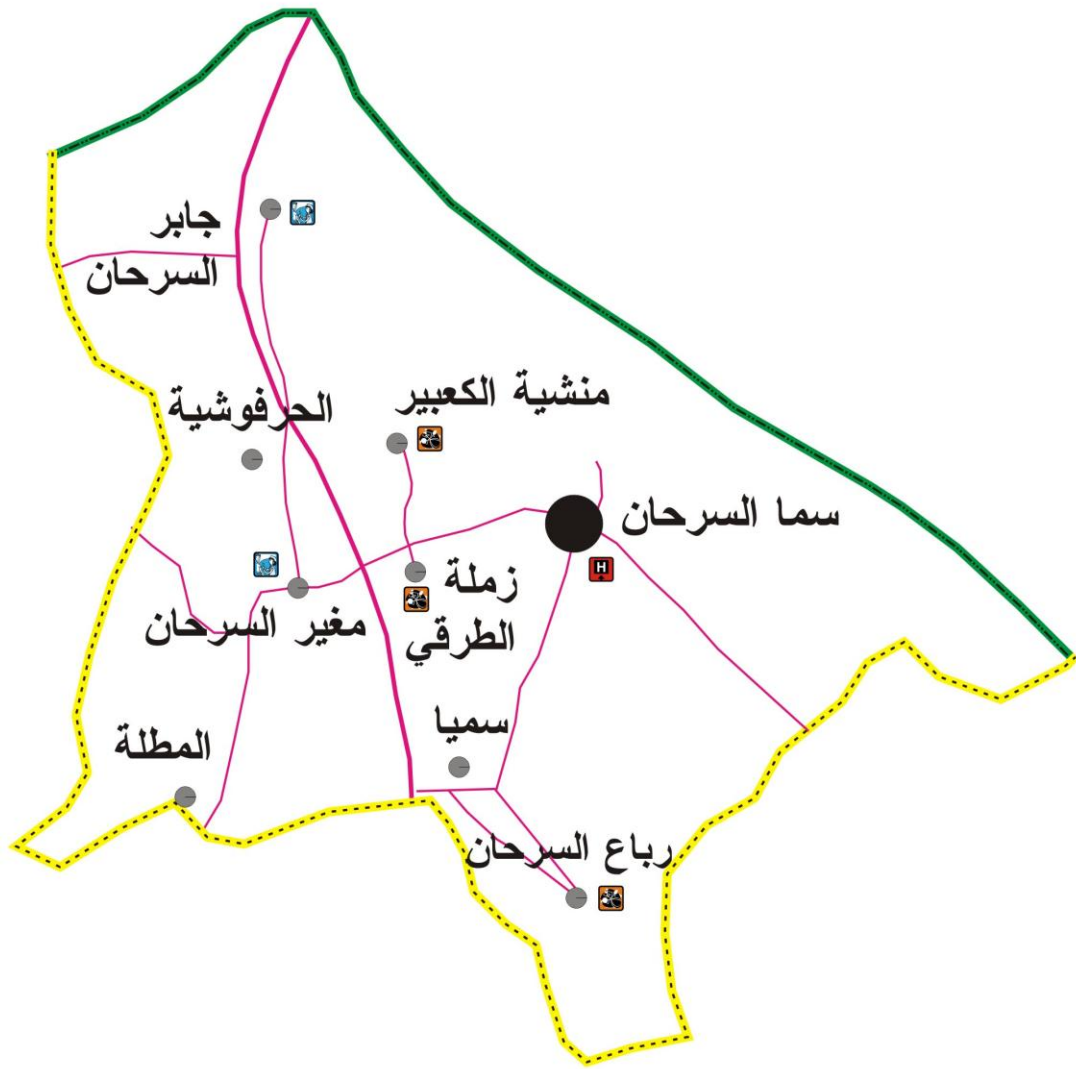 جابر
السرحان
منشية الكعبير
الحرفوشية
سما السرحان
زملة
الطرقي
مغير السرحان
سميا
المطلة
رباع السرحان
H